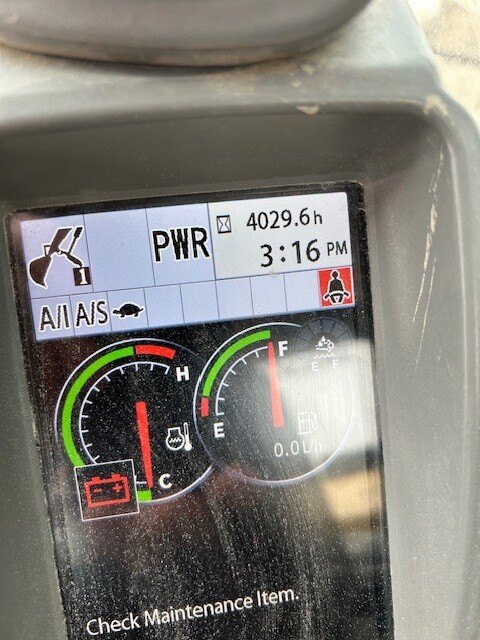 1
PWR
4029.6h
3:16 PM
A/I A/S
H
C
F
E
E F
0.0L/h
Check Maintenance Item.